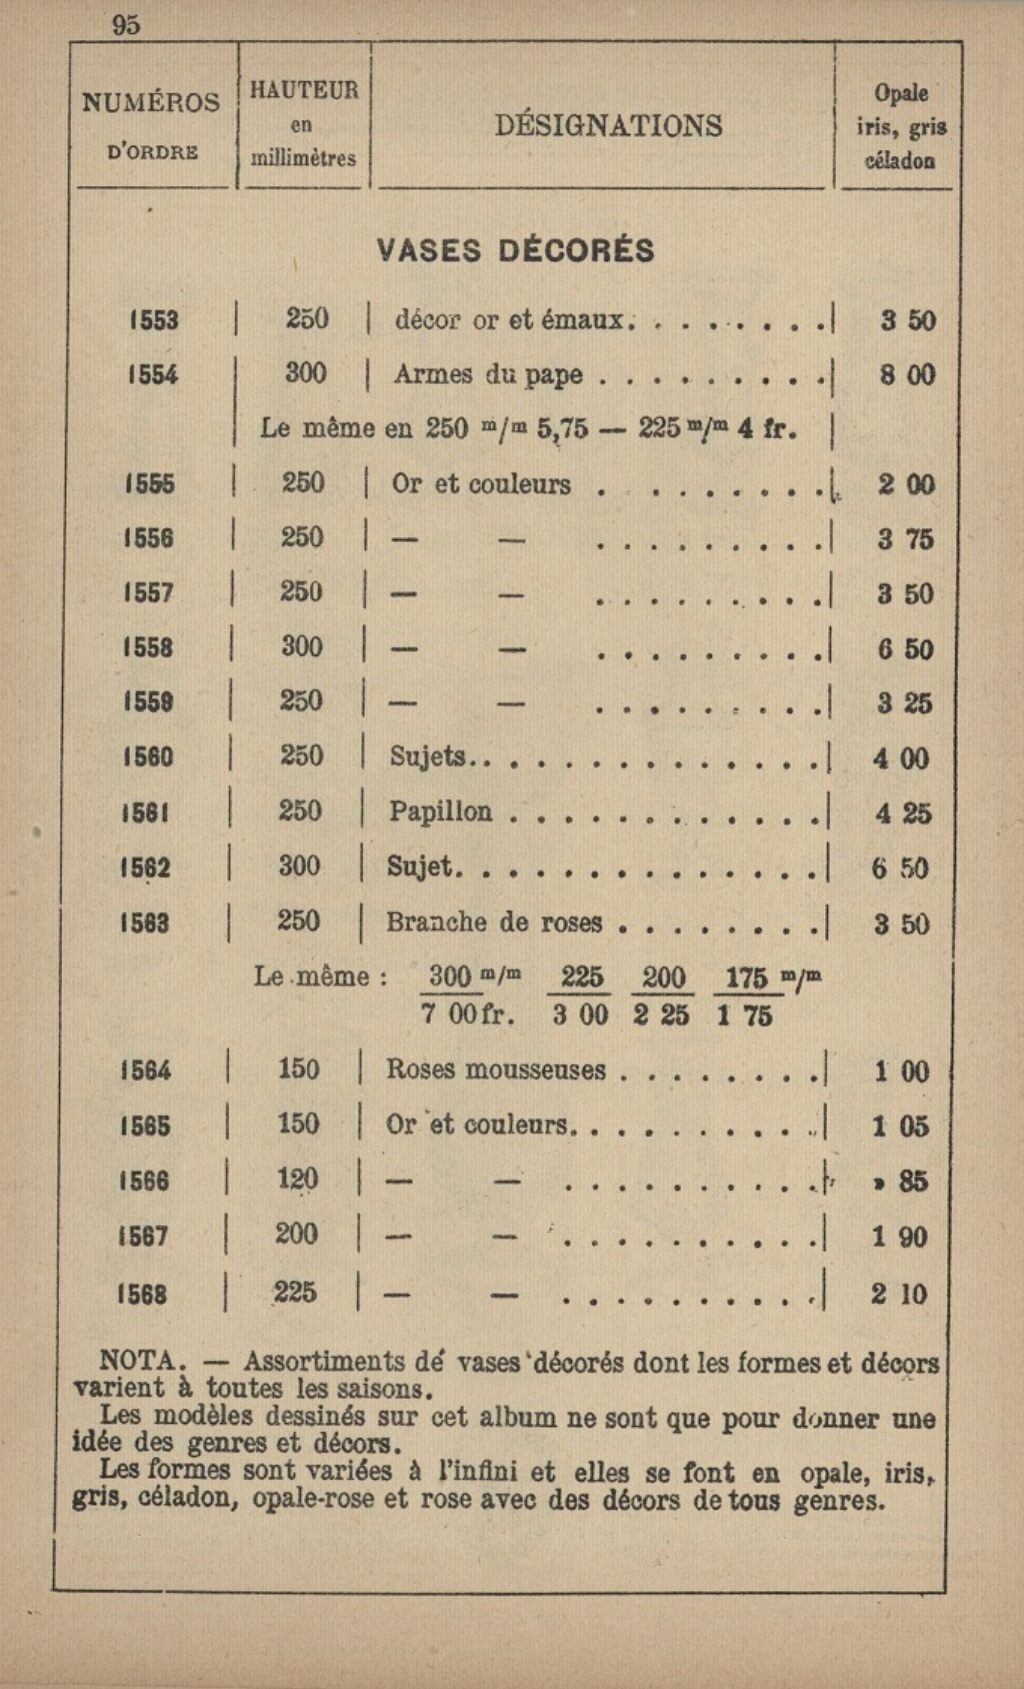 95
NUMÉROS D'ORDRE | HAUTEUR en millimètres | DÉSIGNATIONS | Opale iris, gris céladon
VASES DÉCORÉS
1553 | 250 | décor or et émaux. . . . . . . . | 3 50
1554 | 300 | Armes du pape . . . . . . . . . | 8 00
Le même en 250 m/m 5,75 — 225 m/m 4 fr.
1555 | 250 | Or et couleurs . . . . . . . . | 2 00
1556 | 250 | — — . . . . . . . . . | 3 75
1557 | 250 | — — . . . . . . . . . | 3 50
1558 | 300 | — — . . . . . . . . . | 6 50
1559 | 250 | — — . . . . . . . . . | 3 25
1560 | 250 | Sujets. . . . . . . . . . . . . . | 4 00
1561 | 250 | Papillon . . . . . . . . . . . . | 4 25
1562 | 300 | Sujet. . . . . . . . . . . . . . | 6 50
1563 | 250 | Branche de roses . . . . . . . . | 3 50
Le même : 300 m/m 225 200 175 m/m
7 00 fr. 3 00 2 25 1 75
1564 | 150 | Roses mousseuses . . . . . . . . | 1 00
1565 | 150 | Or et couleurs. . . . . . . . . . | 1 05
1566 | 120 | — — . . . . . . . . . . | » 85
1567 | 200 | — — . . . . . . . . . . | 1 90
1568 | 225 | — — . . . . . . . . . . | 2 10
NOTA. — Assortiments de vases décorés dont les formes et décors
varient à toutes les saisons.
Les modèles dessinés sur cet album ne sont que pour donner une
idée des genres et décors.
Les formes sont variées à l'infini et elles se font en opale, iris,
gris, céladon, opale-rose et rose avec des décors de tous genres.